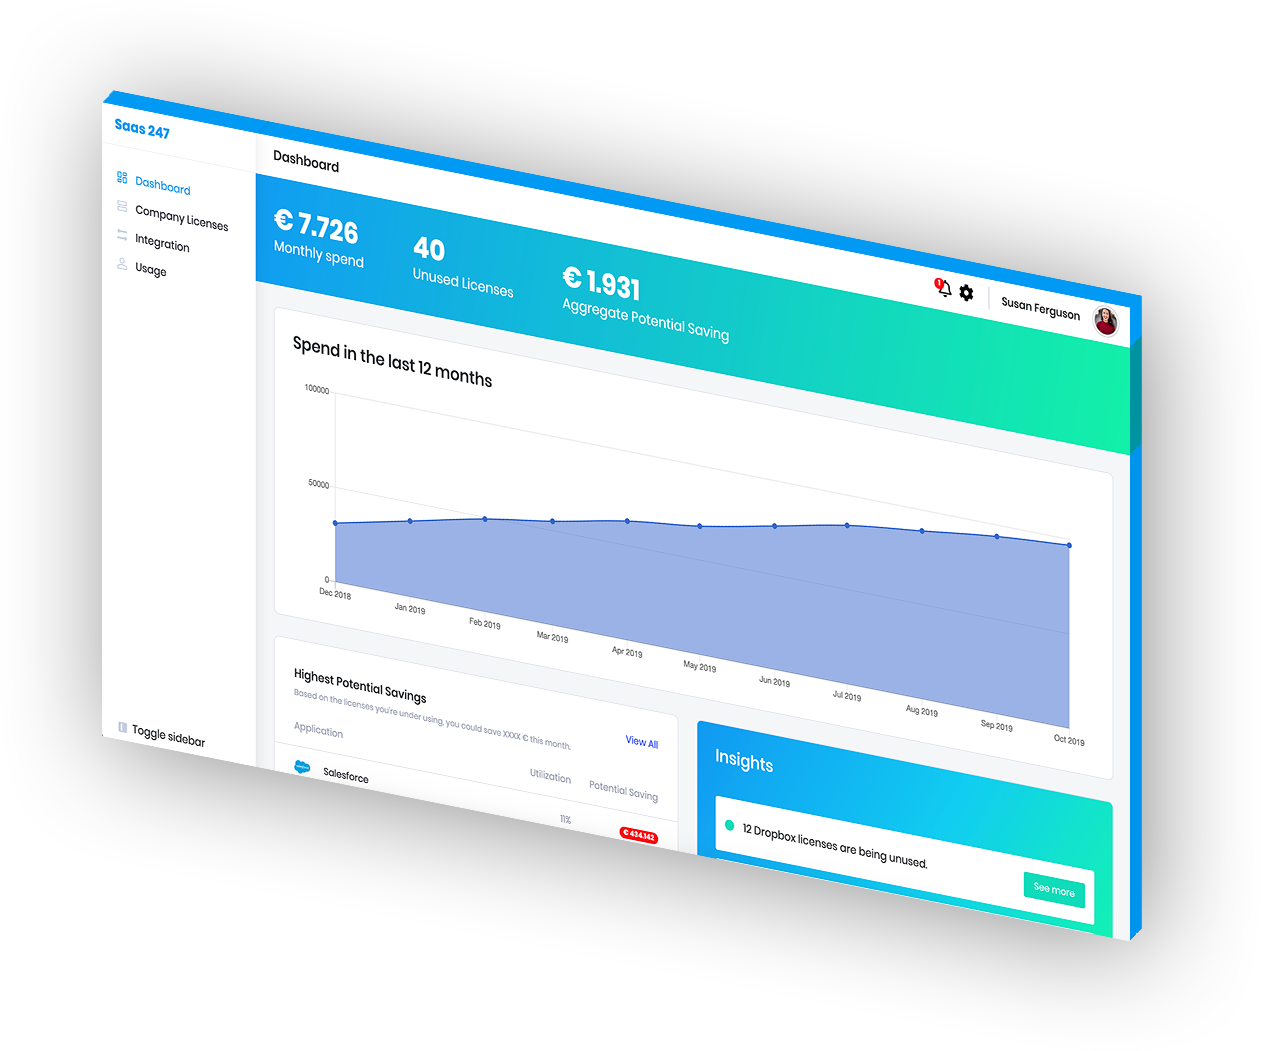 Saas 247
Dashboard
Company Licenses
Integration
Usage
Toggle sidebar
Dashboard
1
Susan Ferguson
€ 7.726
Monthly spend
40
Unused Licenses
€ 1.931
Aggregate Potential Saving
Spend in the last 12 months
100000
50000
0
Dec 2018
Jan 2019
Feb 2019
Mar 2019
Apr 2019
May 2019
Jun 2019
Jul 2019
Aug 2019
Sep 2019
Oct 2019
Highest Potential Savings
Based on the licenses you're under using, you could save XXXX € this month.
View All
Application
Utilization
Potential Saving
Salesforce
11%
€ 434.142
Insights
12 Dropbox licenses are being unused.
See more